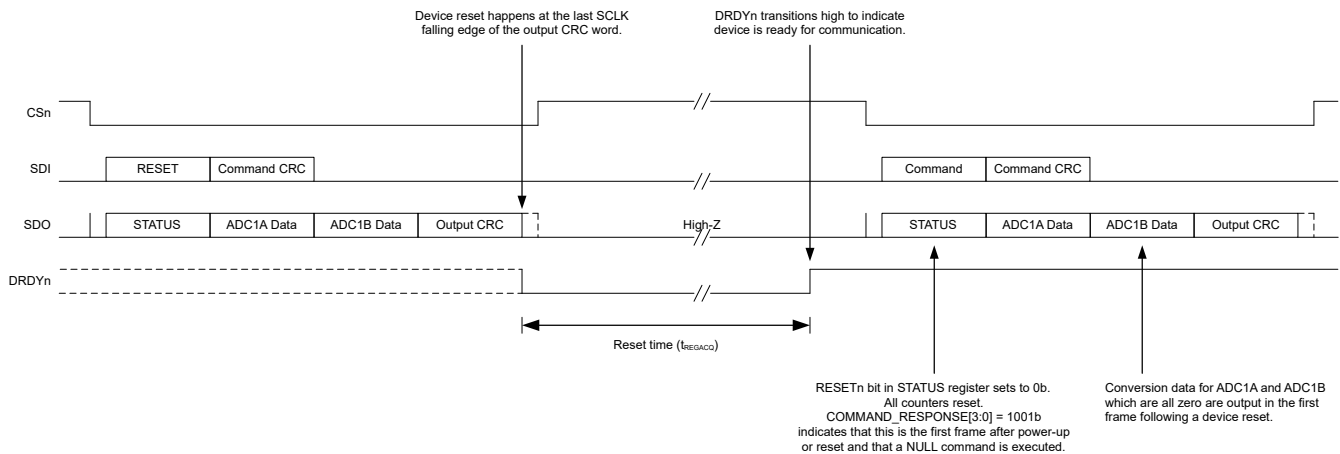 Device reset happens at the last SCLK
falling edge of the output CRC word.
DRDYn transitions high to indicate
device is ready for communication.
CSn
SDI
RESET
Command CRC
Command
Command CRC
SDO
STATUS
ADC1A Data
ADC1B Data
Output CRC
High-Z
STATUS
ADC1A Data
ADC1B Data
Output CRC
DRDYn
Reset time (tREGACQ)
RESETn bit in STATUS register sets to 0b.
All counters reset.
COMMAND_RESPONSE[3:0] = 1001b
indicates that this is the first frame after power-up
or reset and that a NULL command is executed.
Conversion data for ADC1A and ADC1B
which are all zero are output in the first
frame following a device reset.